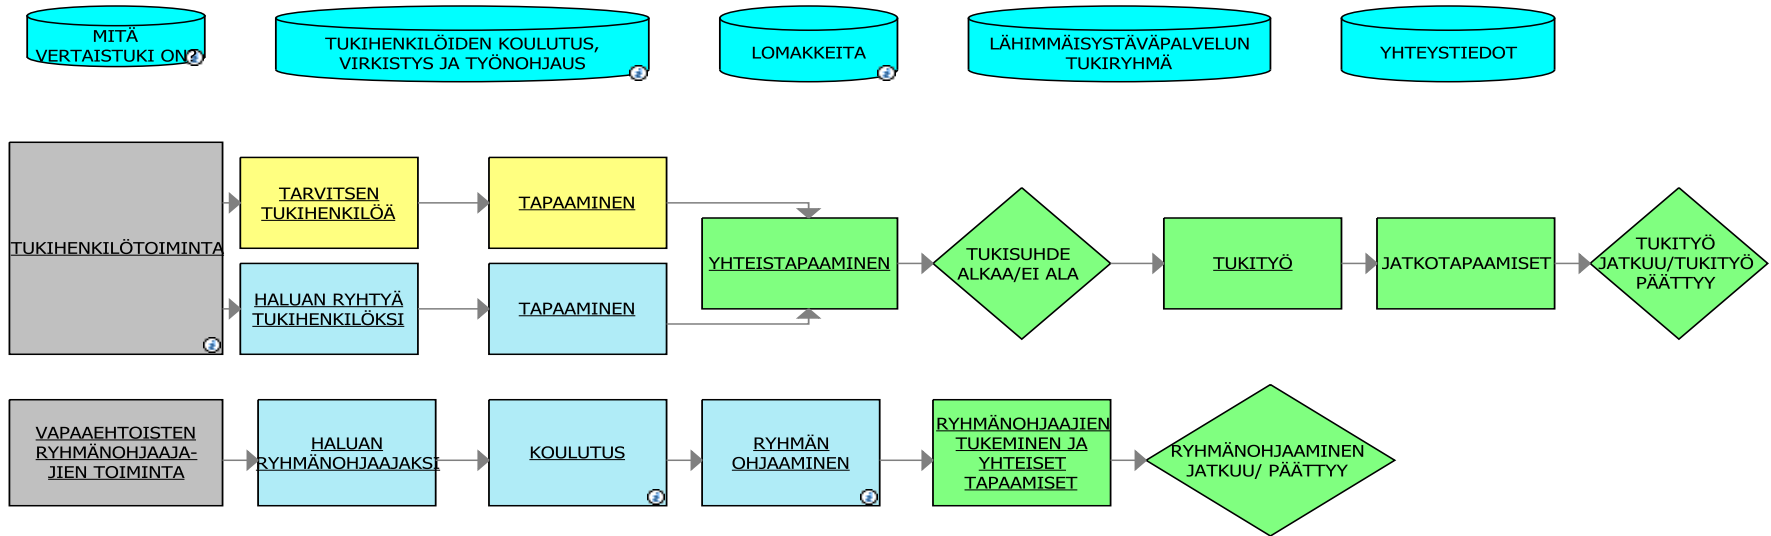 MITÄ
VERTAISTUKI ON?
TUKIHENKILÖIDEN KOULUTUS,
VIRKISTYS JA TYÖNOHJAUS
LOMAKKEITA
LÄHIMMÄISYSTÄVÄPALVELUN
TUKIRYHMÄ
YHTEYSTIEDOT
TUKIHENKILÖTOIMINTA
TARVITSEN
TUKIHENKILÖÄ
TAPAAMINEN
HALUAN RYHTYÄ
TUKIHENKILÖKSI
TAPAAMINEN
YHTEISTAPAAMINEN
TUKISUHDE
ALKAA/EI ALA
TUKITYÖ
JATKOTAPAAMISET
TUKITYÖ
JATKUU/TUKITYÖ
PÄÄTTYY
VAPAAEHTOISTEN
RYHMÄNOHJAAJA-
JIEN TOIMINTA
HALUAN
RYHMÄNOHJAAJAKSI
KOULUTUS
RYHMÄN
OHJAAMINEN
RYHMÄNOHJAAJIEN
TUKEMINEN JA
YHTEISET
TAPAAMISET
RYHMÄNOHJAAMINEN
JATKUU/ PÄÄTTYY